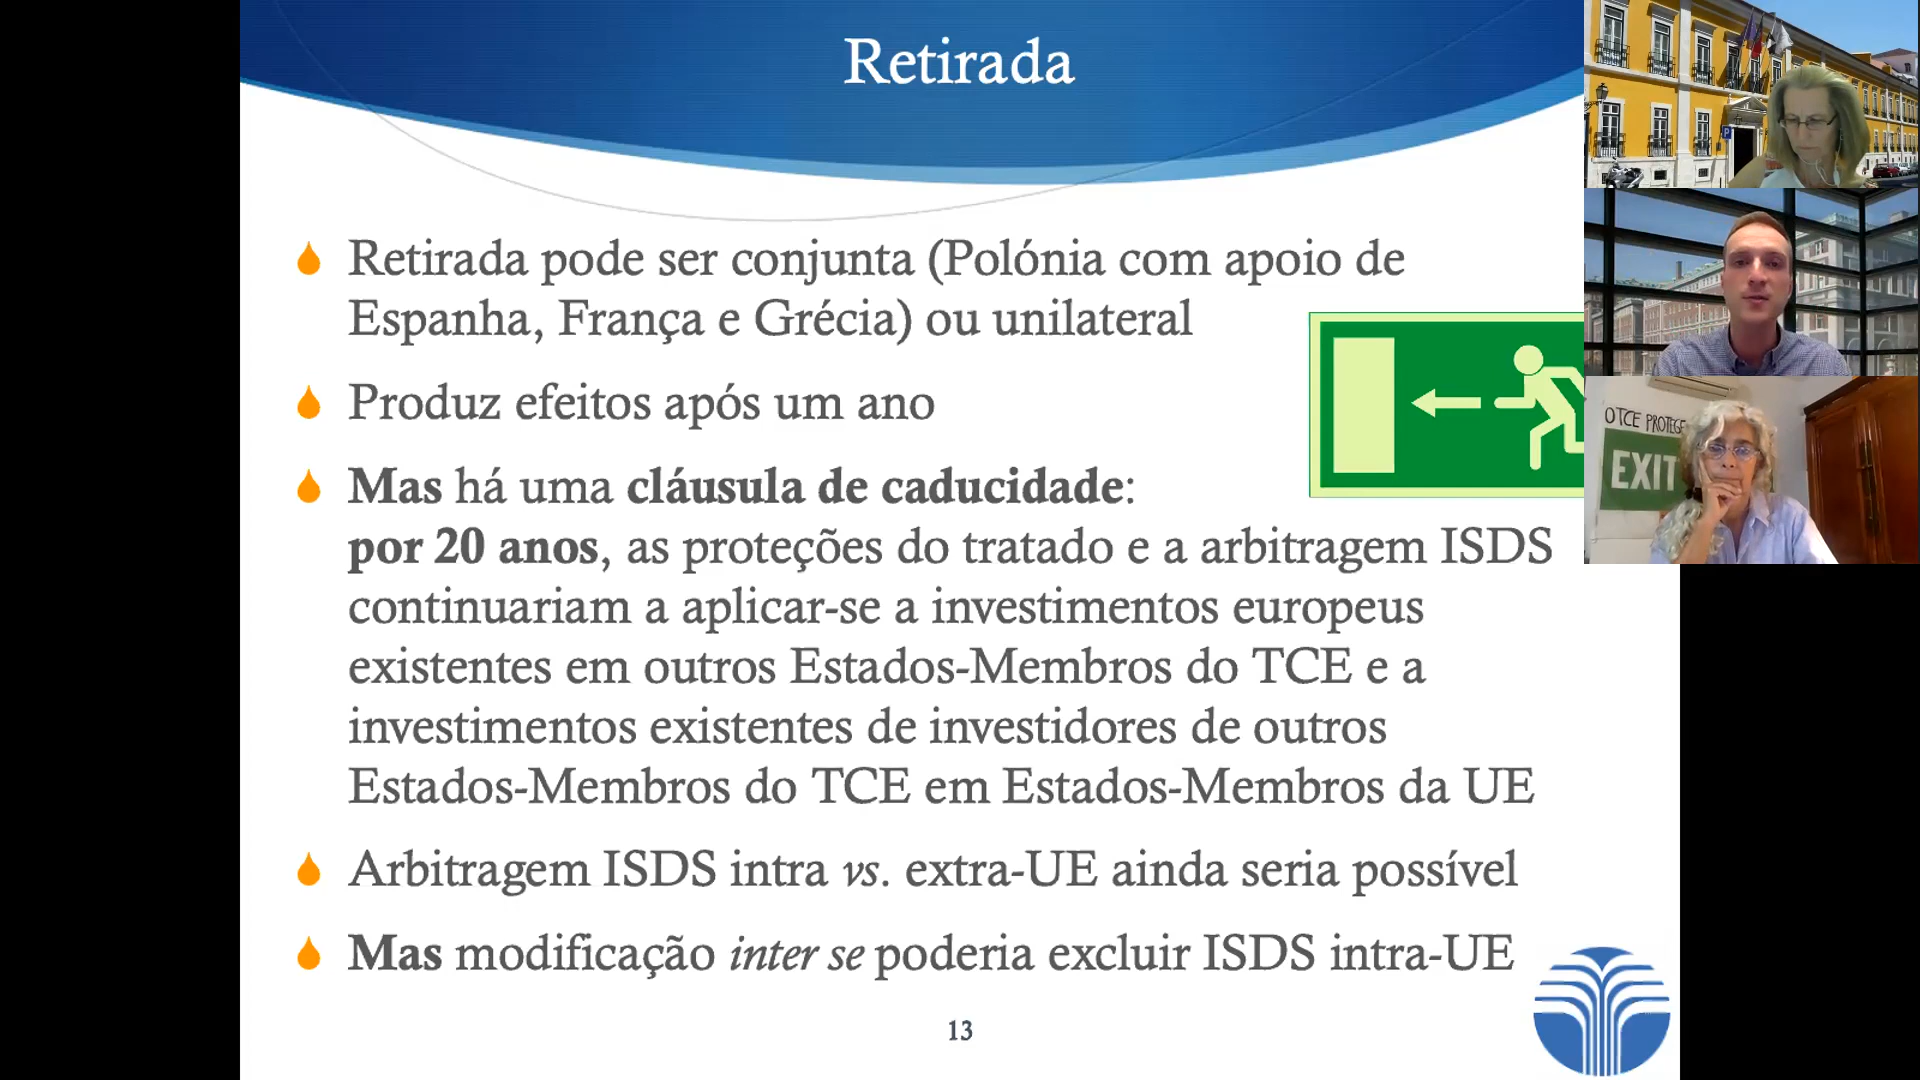 Retirada
Retirada pode ser conjunta (Polónia com apoio de
Espanha, França e Grécia) ou unilateral
Produz efeitos após um ano
Mas há uma cláusula de caducidade:
por 20 anos, as proteções do tratado e a arbitragem ISDS
continuariam a aplicar-se a investimentos europeus
existentes em outros Estados-Membros do TCE e a
investimentos existentes de investidores de outros
Estados-Membros do TCE em Estados-Membros da UE
Arbitragem ISDS intra vs. extra-UE ainda seria possível
Mas modificação inter se poderia excluir ISDS intra-UE
13
P
O TCE PROTEGE
EXIT